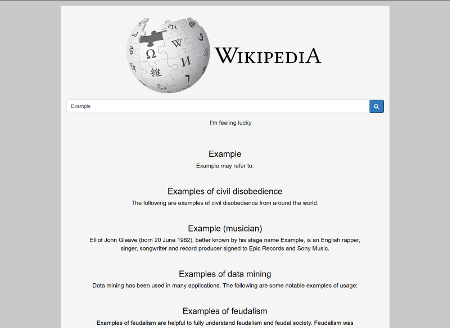 WIKIPEDIA
Example
I'm feeling lucky
Example
Example may refer to:
Examples of civil disobedience
The following are examples of civil disobedience from around the world.
Example (musician)
Elliot John Gleave (born 20 June 1982), better known by his stage name Example, is an English rapper,
singer, songwriter and record producer signed to Epic Records and Sony Music.
Examples of data mining
Data mining has been used in many applications. The following are some notable examples of usage:
Examples of feudalism
Examples of feudalism are helpful to fully understand feudalism and feudal society. Feudalism was